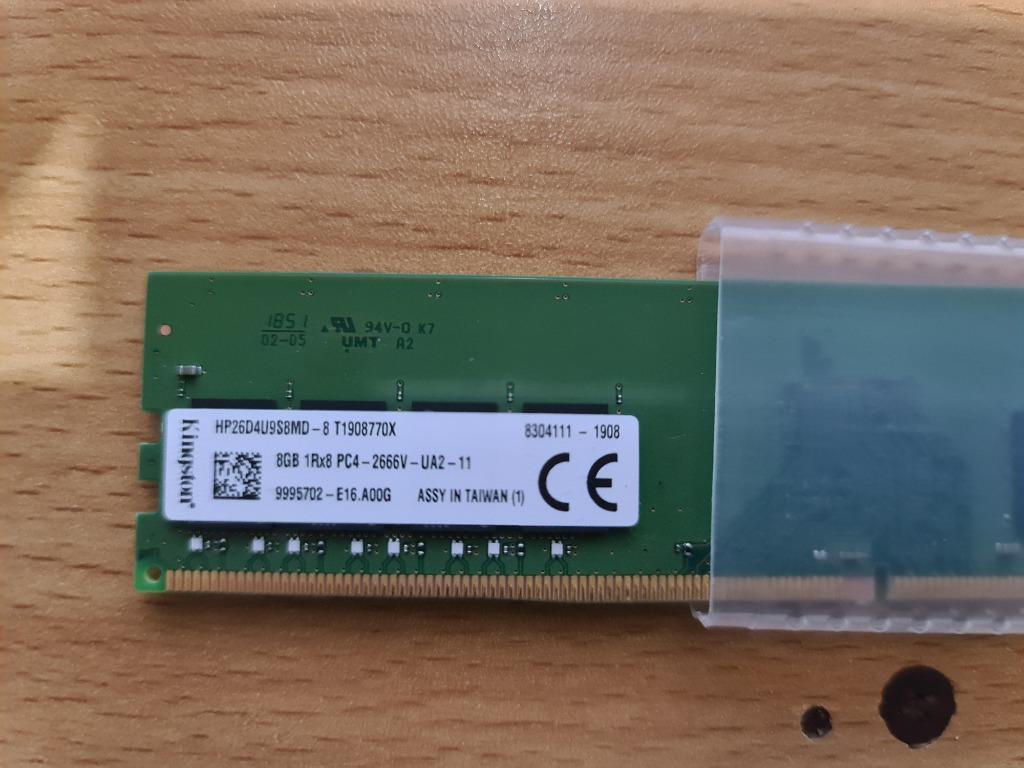 1851
02-05
94V-0 K7
UMT A2
Kingston
HP26D4U9S8MD-8 T1908770X
8304111 - 1908
8GB 1Rx8 PC4-2666V-UA2-11
9995702-E16.A00G
ASSY IN TAIWAN (1)
CE